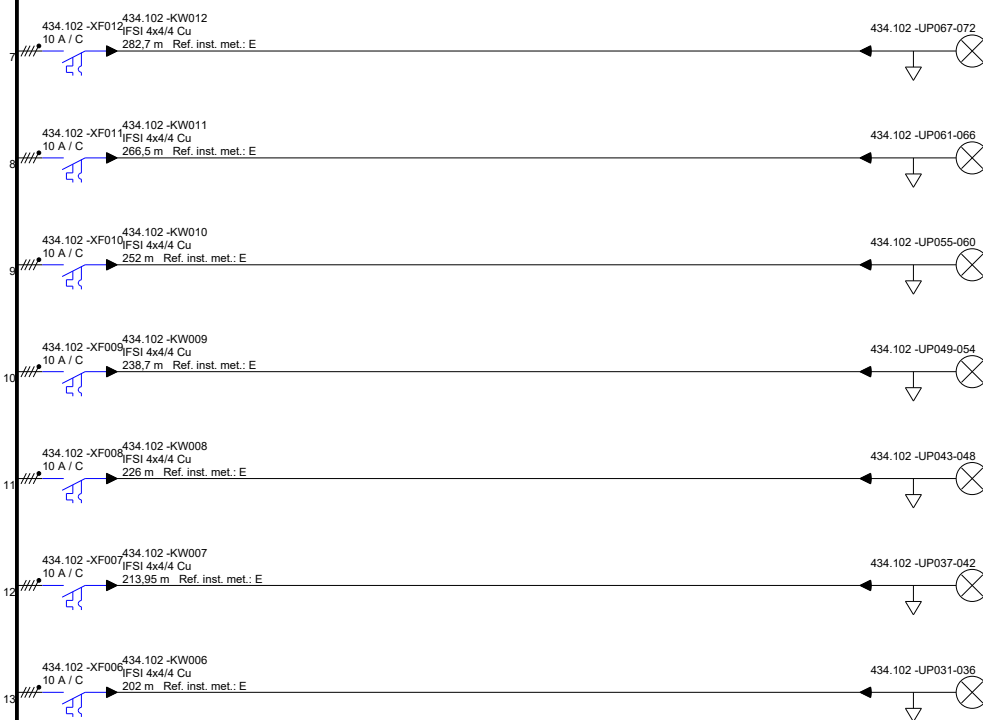 434.102 -KW012
434.102 -XF012
IFSI 4x4/4 Cu
10 A / C
282,7 m Ref. inst. met.: E
434.102 -UP067-072
7
434.102 -KW011
434.102 -XF011
IFSI 4x4/4 Cu
10 A / C
266,5 m Ref. inst. met.: E
434.102 -UP061-066
8
434.102 -KW010
434.102 -XF010
IFSI 4x4/4 Cu
10 A / C
252 m Ref. inst. met.: E
434.102 -UP055-060
9
434.102 -KW009
434.102 -XF009
IFSI 4x4/4 Cu
10 A / C
238,7 m Ref. inst. met.: E
434.102 -UP049-054
10
434.102 -KW008
434.102 -XF008
IFSI 4x4/4 Cu
10 A / C
226 m Ref. inst. met.: E
434.102 -UP043-048
11
434.102 -KW007
434.102 -XF007
IFSI 4x4/4 Cu
10 A / C
213,95 m Ref. inst. met.: E
434.102 -UP037-042
12
434.102 -KW006
434.102 -XF006
IFSI 4x4/4 Cu
10 A / C
202 m Ref. inst. met.: E
434.102 -UP031-036
13